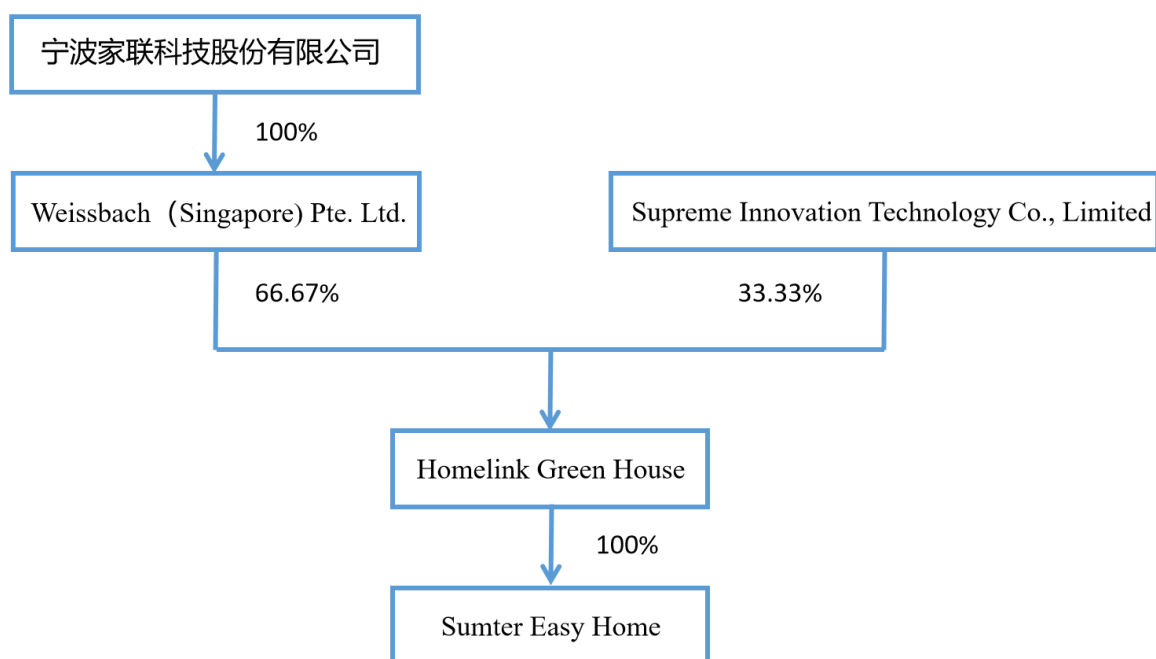 宁波家联科技股份有限公司
100%
Weissbach（Singapore) Pte. Ltd.
Supreme Innovation Technology Co., Limited
66.67%
33.33%
Homelink Green House
100%
Sumter Easy Home